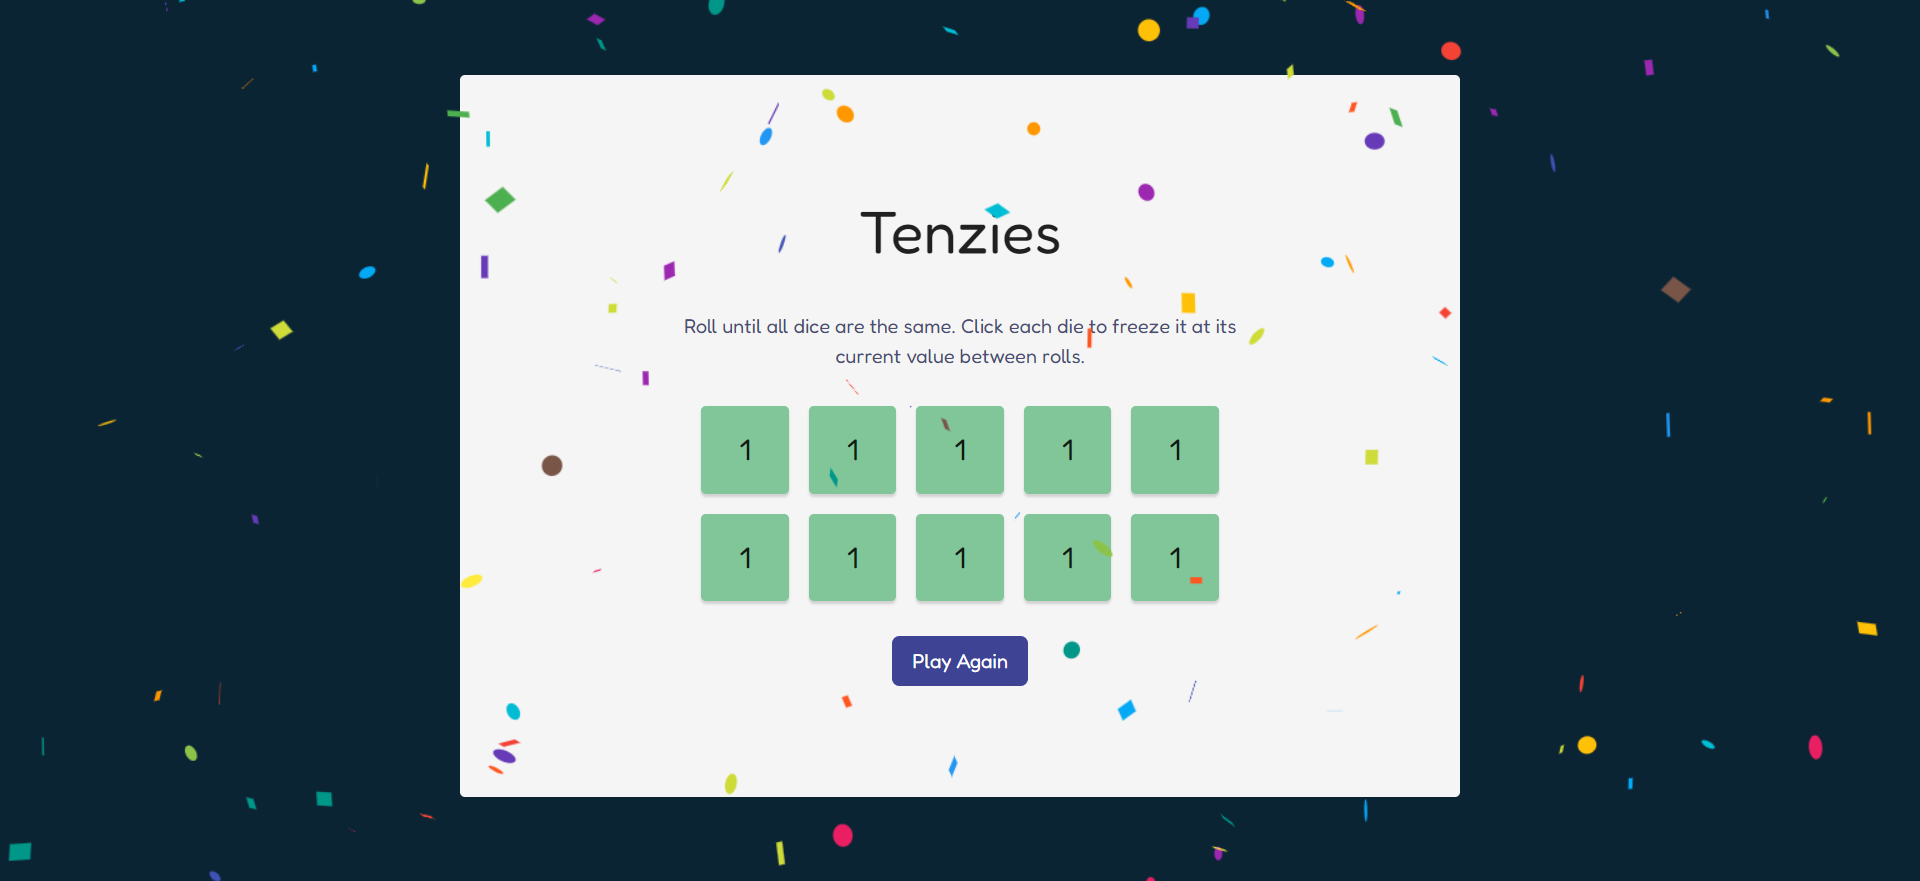 Tenzies
Roll until all dice are the same. Click each die to freeze it at its
current value between rolls.
1 1 1 1 1
1 1 1 1 1
Play Again